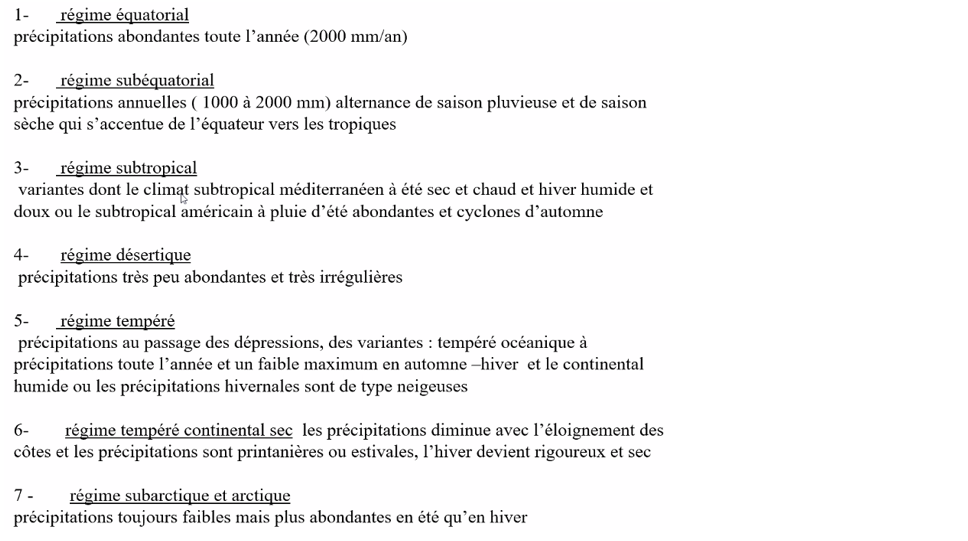 1- régime équatorial
précipitations abondantes toute l'année (2000 mm/an)
2- régime subéquatorial
précipitations annuelles ( 1000 à 2000 mm) alternance de saison pluvieuse et de saison
sèche qui s'accentue de l'équateur vers les tropiques
3- régime subtropical
variantes dont le climat subtropical méditerranéen à été sec et chaud et hiver humide et
doux ou le subtropical américain à pluie d'été abondantes et cyclones d'automne
4- régime désertique
précipitations très peu abondantes et très irrégulières
5- régime tempéré
précipitations au passage des dépressions, des variantes : tempéré océanique à
précipitations toute l'année et un faible maximum en automne –hiver et le continental
humide ou les précipitations hivernales sont de type neigeuses
6- régime tempéré continental sec les précipitations diminue avec l'éloignement des
côtes et les précipitations sont printanières ou estivales, l'hiver devient rigoureux et sec
7 - régime subarctique et arctique
précipitations toujours faibles mais plus abondantes en été qu'en hiver